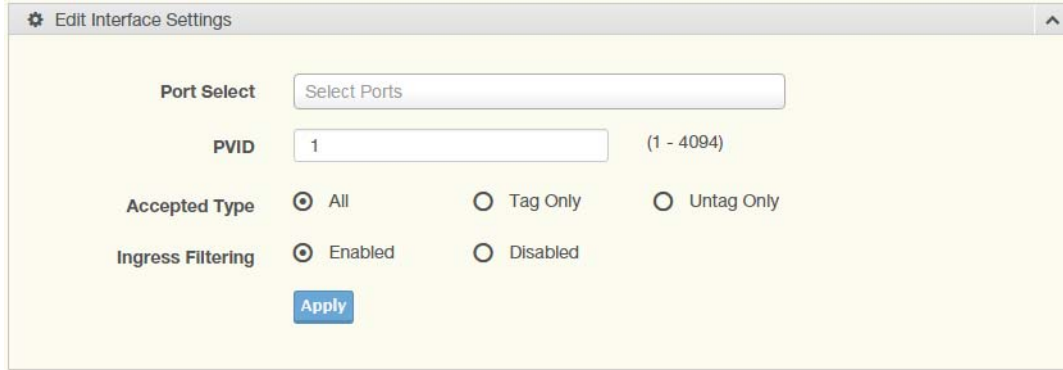 Edit Interface Settings
Port Select Select Ports
PVID 1 (1 - 4094)
Accepted Type All Tag Only Untag Only
Ingress Filtering Enabled Disabled
Apply